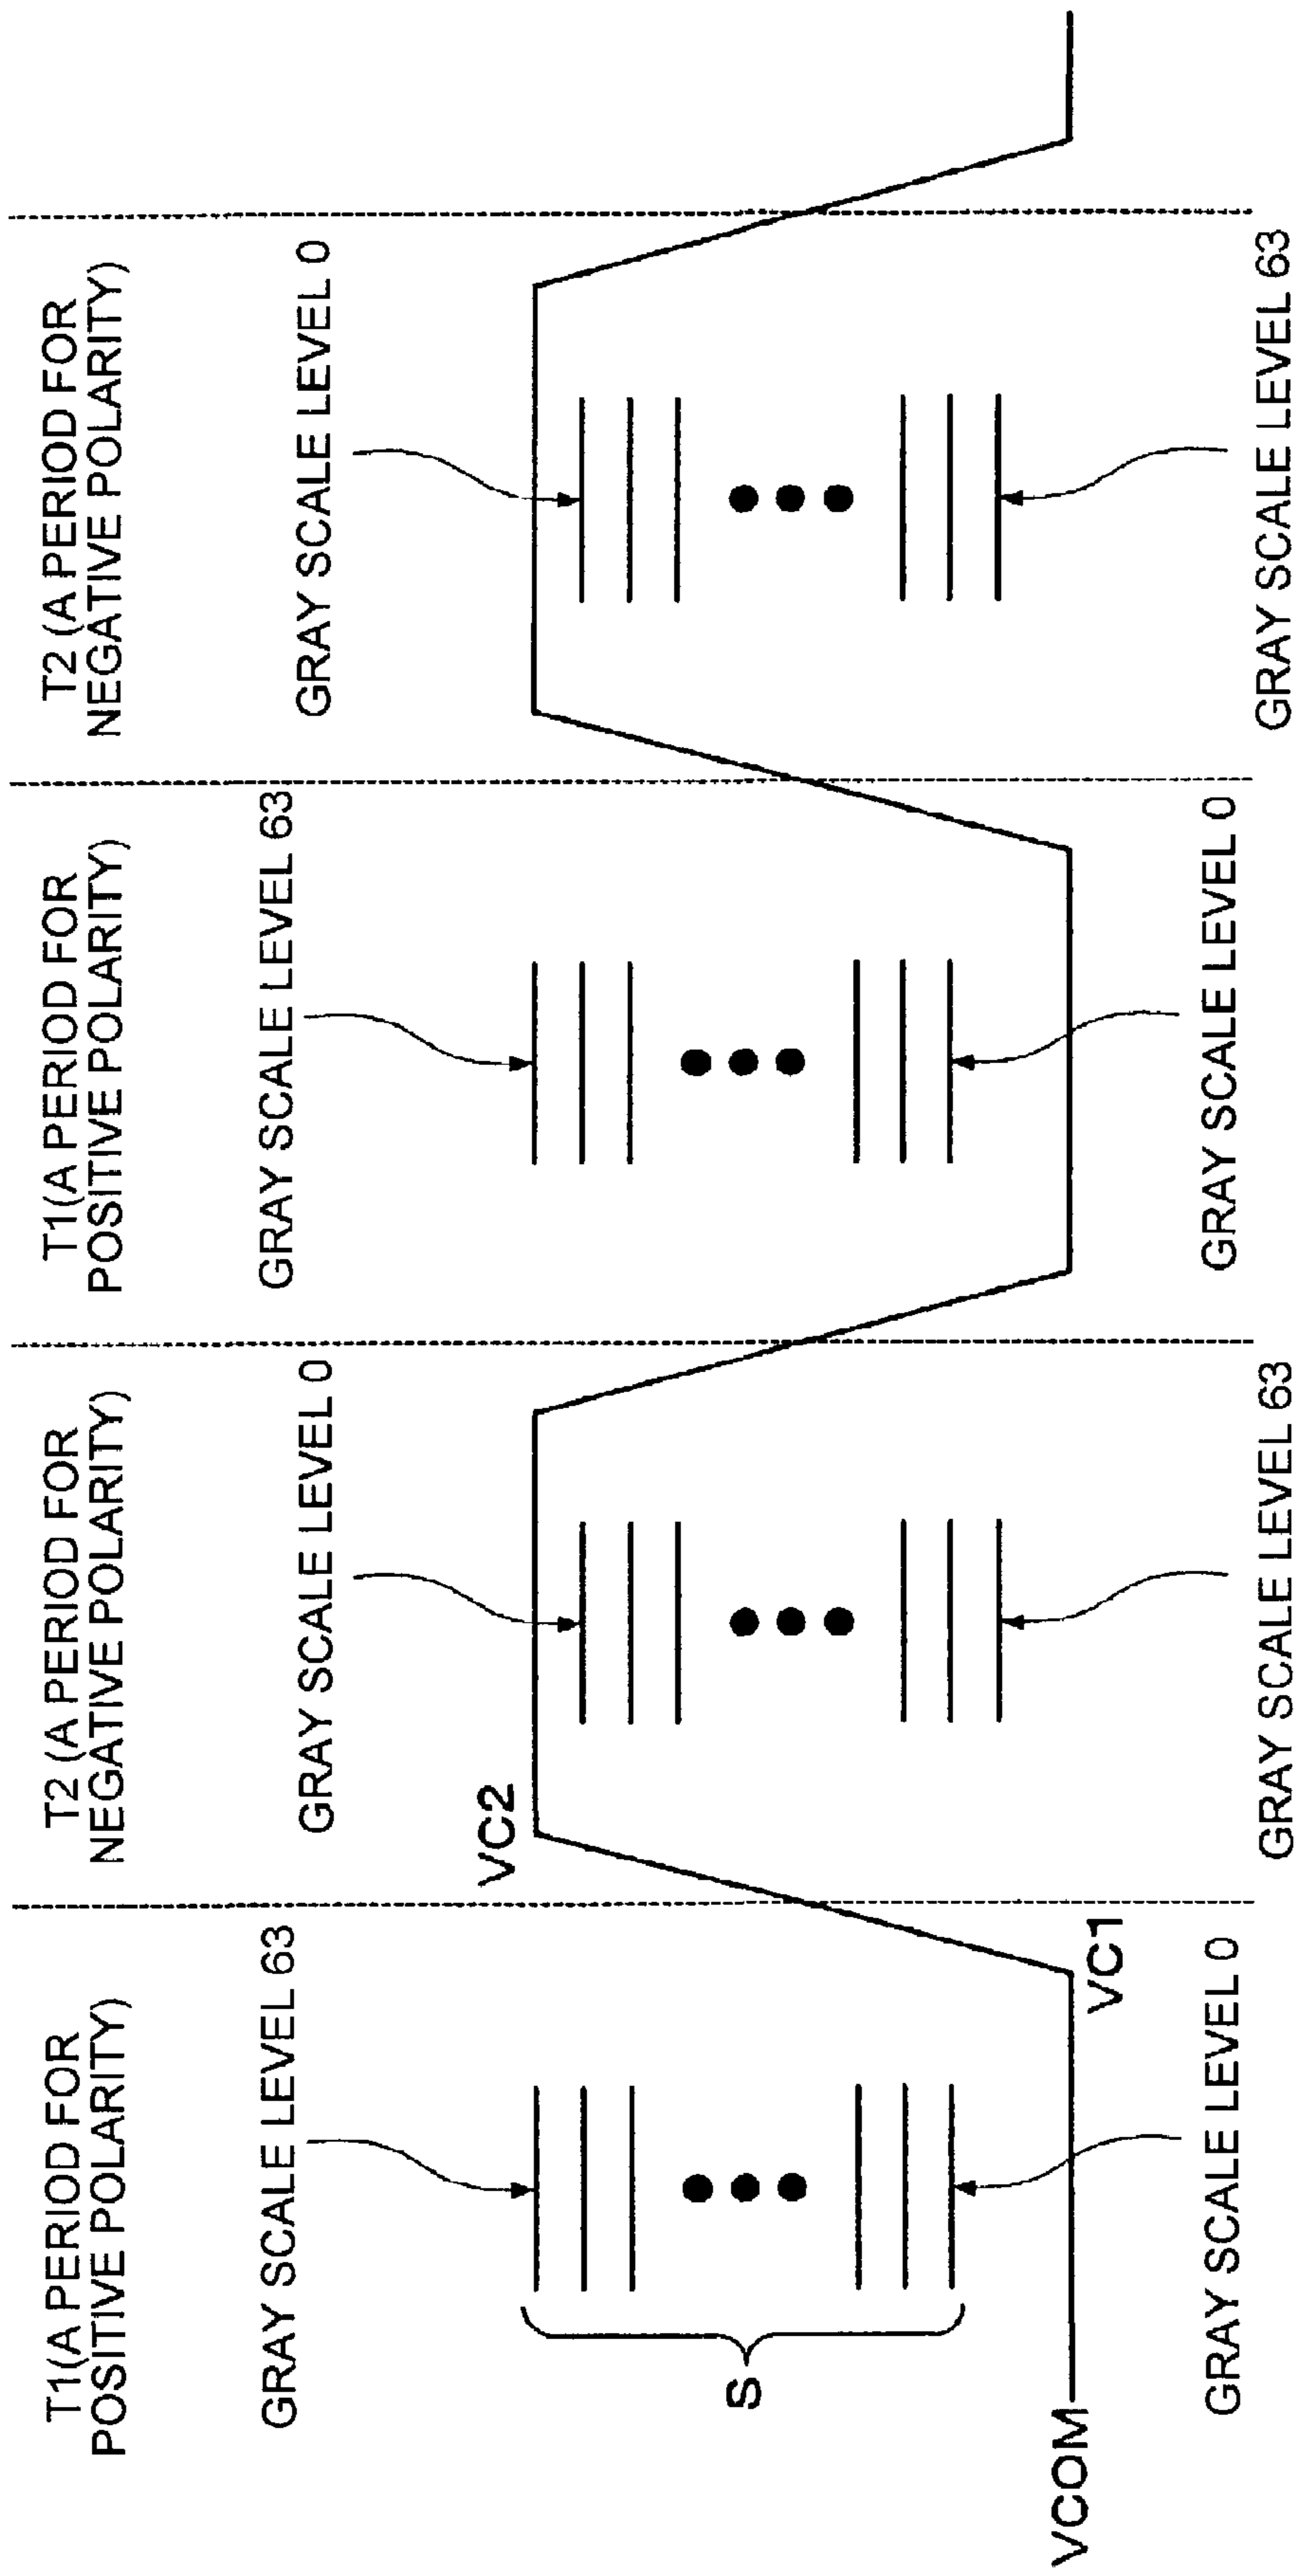 T1(A PERIOD FOR
POSITIVE POLARITY)
T2 (A PERIOD FOR
NEGATIVE POLARITY)
T1(A PERIOD FOR
POSITIVE POLARITY)
T2 (A PERIOD FOR
NEGATIVE POLARITY)
GRAY SCALE LEVEL 63
GRAY SCALE LEVEL 0
GRAY SCALE LEVEL 63
GRAY SCALE LEVEL 0
VC2
S
VCOM
VC1
GRAY SCALE LEVEL 0
GRAY SCALE LEVEL 63
GRAY SCALE LEVEL 0
GRAY SCALE LEVEL 63